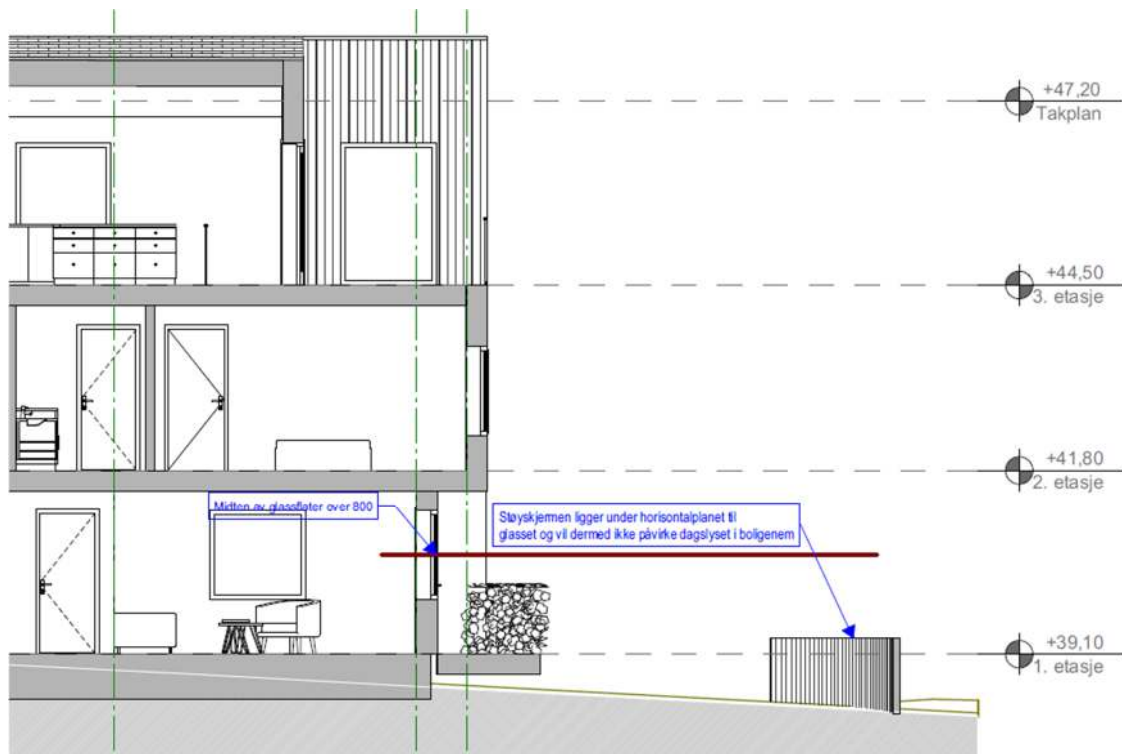 +47,20
Takplan
+44,50
3. etasje
+41,80
2. etasje
Midten av glassflater over 800
Støyskjermen ligger under horisontalplanet til
glasset og vil dermed ikke påvirke dagslyset i boligenem
+39,10
1. etasje